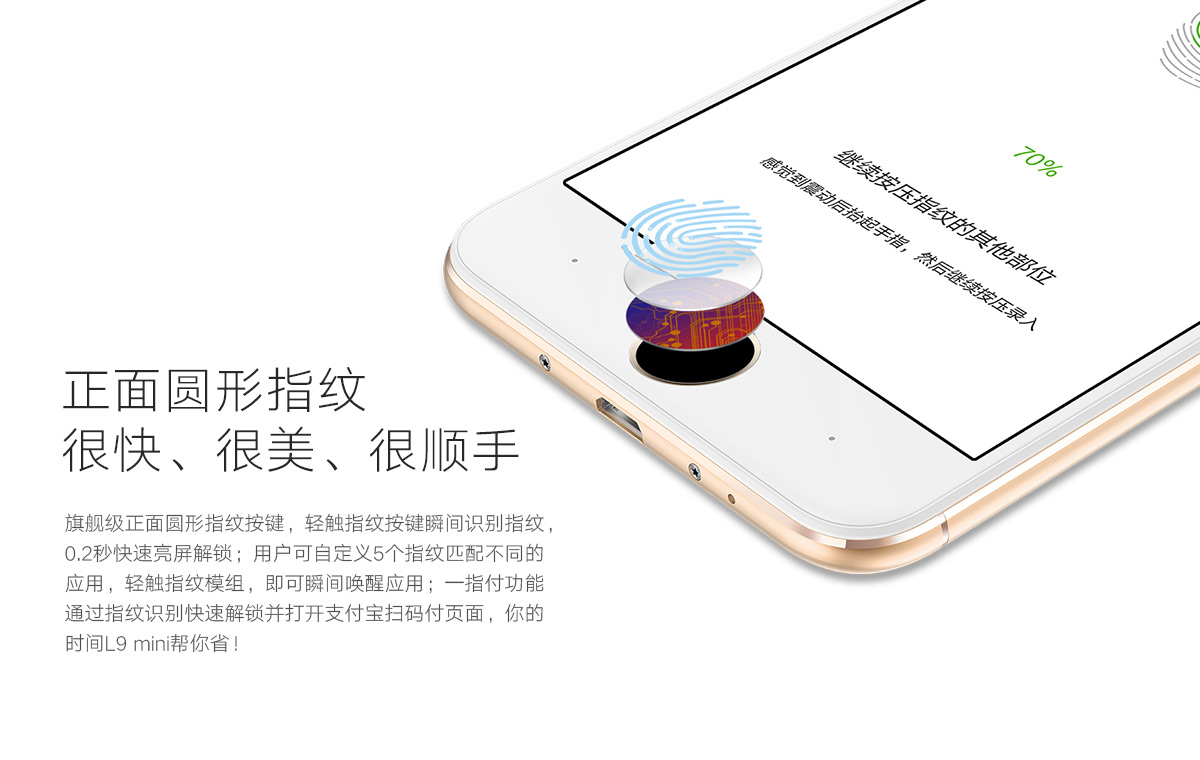 70%
继续按压指纹的其他部位
感觉到震动后抬起手指，然后继续按压录入
正面圆形指纹
很快、很美、很顺手
旗舰级正面圆形指纹按键，轻触指纹按键瞬间识别指纹，
0.2秒快速亮屏解锁；用户可自定义5个指纹匹配不同的
应用，轻触指纹模组，即可瞬间唤醒应用；一指付功能
通过指纹识别快速解锁并打开支付宝扫码付页面，你的
时间L9 mini帮你省！